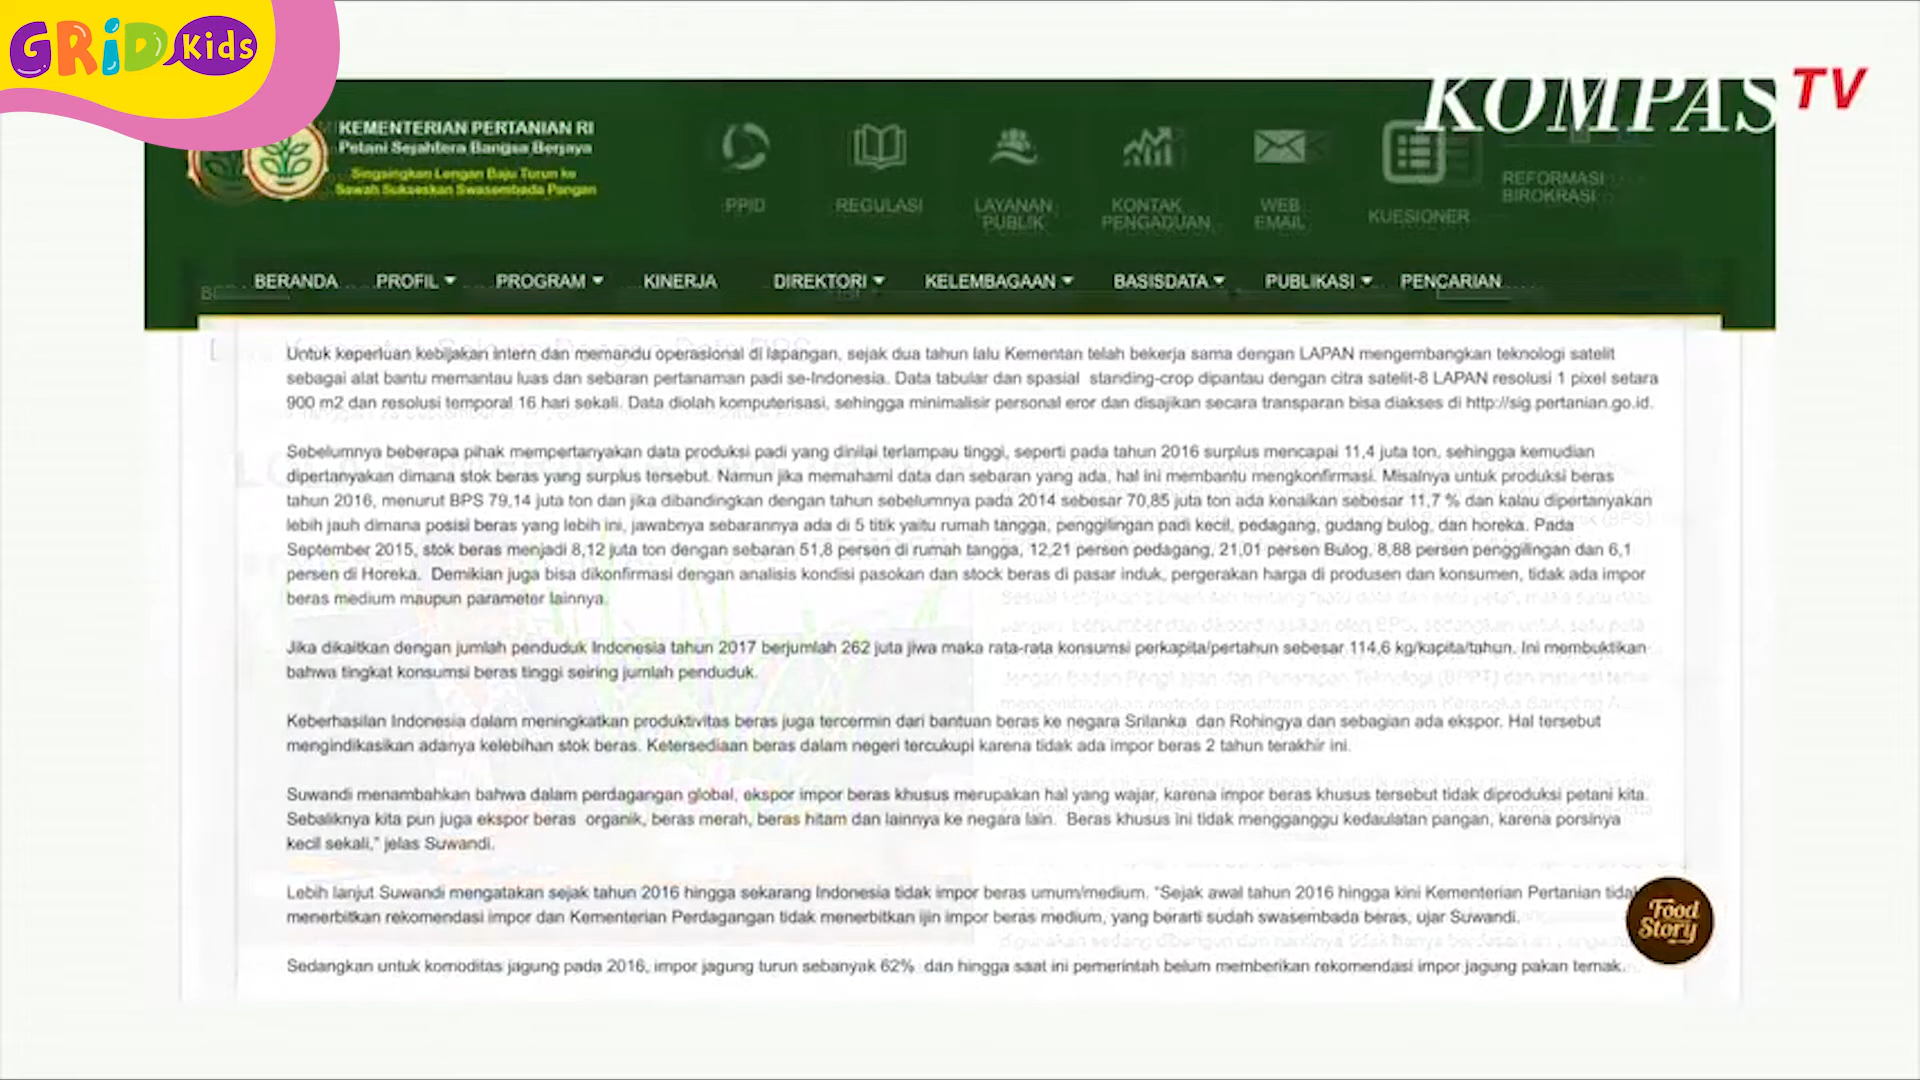 GRiD Kids
KOMPAS TV
KEMENTERIAN PERTANIAN RI
Petani Sejahtera Bangsa Berjaya
Singsingkan Lengan Baju Turun ke
Sawah Sukseskan Swasembada Pangan
PPID
REGULASI
LAYANAN
PUBLIK
KONTAK
PENGADUAN
WEB
EMAIL
KUESIONER
REFORMASI
BIROKRASI
BERANDA PROFIL PROGRAM KINERJA DIREKTORI KELEMBAGAAN BASISDATA PUBLIKASI PENCARIAN
Untuk keperluan kebijakan intern dan memandu operasional di lapangan, sejak dua tahun lalu Kementan telah bekerja sama dengan LAPAN mengembangkan teknologi satelit
sebagai alat bantu memantau luas dan sebaran pertanaman padi se-Indonesia. Data tabular dan spasial standing-crop dipantau dengan citra satelit-8 LAPAN resolusi 1 pixel setara
900 m2 dan resolusi temporal 16 hari sekali. Data diolah komputerisasi, sehingga minimalisir personal eror dan disajikan secara transparan bisa diakses di http://sig.pertanian.go.id.
Sebelumnya beberapa pihak mempertanyakan data produksi padi yang dinilai terlampau tinggi, seperti pada tahun 2016 surplus mencapai 11,4 juta ton, sehingga kemudian
dipertanyakan dimana stok beras yang surplus tersebut. Namun jika memahami data dan sebaran yang ada, hal ini membantu mengkonfirmasi. Misalnya untuk produksi beras
tahun 2016, menurut BPS 79,14 juta ton dan jika dibandingkan dengan tahun sebelumnya pada 2014 sebesar 70,85 juta ton ada kenaikan sebesar 11,7 % dan kalau dipertanyakan
lebih jauh dimana posisi beras yang lebih ini, jawabnya sebarannya ada di 5 titik yaitu rumah tangga, penggilingan padi kecil, pedagang, gudang bulog, dan horeka. Pada
September 2015, stok beras menjadi 8,12 juta ton dengan sebaran 51,8 persen di rumah tangga, 12,21 persen pedagang, 21,01 persen Bulog, 8,88 persen penggilingan dan 6,1
persen di Horeka. Demikian juga bisa dikonfirmasi dengan analisis kondisi pasokan dan stock beras di pasar induk, pergerakan harga di produsen dan konsumen, tidak ada impor
beras medium maupun parameter lainnya.
Jika dikaitkan dengan jumlah penduduk Indonesia tahun 2017 berjumlah 262 juta jiwa maka rata-rata konsumsi perkapita/pertahun sebesar 114,6 kg/kapita/tahun. Ini membuktikan
bahwa tingkat konsumsi beras tinggi seiring jumlah penduduk.
Keberhasilan Indonesia dalam meningkatkan produktivitas beras juga tercermin dari bantuan beras ke negara Srilanka dan Rohingya dan sebagian ada ekspor. Hal tersebut
mengindikasikan adanya kelebihan stok beras. Ketersediaan beras dalam negeri tercukupi karena tidak ada impor beras 2 tahun terakhir ini.
Suwandi menambahkan bahwa dalam perdagangan global, ekspor impor beras khusus merupakan hal yang wajar, karena impor beras khusus tersebut tidak diproduksi petani kita.
Sebaliknya kita pun juga ekspor beras organik, beras merah, beras hitam dan lainnya ke negara lain. Beras khusus ini tidak mengganggu kedaulatan pangan, karena porsinya
kecil sekali," jelas Suwandi.
Lebih lanjut Suwandi mengatakan sejak tahun 2016 hingga sekarang Indonesia tidak impor beras umum/medium. "Sejak awal tahun 2016 hingga kini Kementerian Pertanian tidak
menerbitkan rekomendasi impor dan Kementerian Perdagangan tidak menerbitkan ijin impor beras medium, yang berarti sudah swasembada beras, ujar Suwandi.
Food
Story
Sedangkan untuk komoditas jagung pada 2016, impor jagung turun sebanyak 62% dan hingga saat ini pemerintah belum memberikan rekomendasi impor jagung pakan ternak.